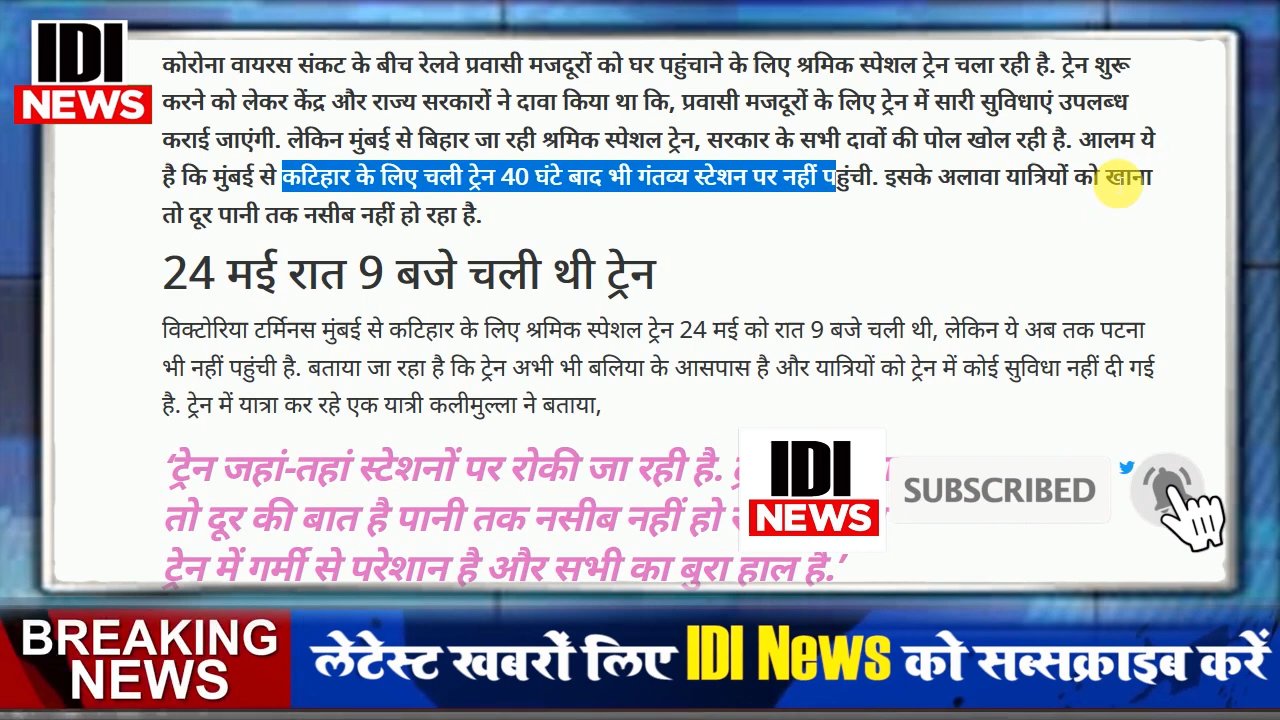 IDI
NEWS
कोरोना वायरस संकट के बीच रेलवे प्रवासी मजदूरों को घर पहुंचाने के लिए श्रमिक स्पेशल ट्रेन चला रही है. ट्रेन शुरू
करने को लेकर केंद्र और राज्य सरकारों ने दावा किया था कि, प्रवासी मजदूरों के लिए ट्रेन में सारी सुविधाएं उपलब्ध
कराई जाएंगी. लेकिन मुंबई से बिहार जा रही श्रमिक स्पेशल ट्रेन, सरकार के सभी दावों की पोल खोल रही है. आलम ये
है कि मुंबई से कटिहार के लिए चली ट्रेन 40 घंटे बाद भी गंतव्य स्टेशन पर नहीं पहुंची. इसके अलावा यात्रियों को खाना
तो दूर पानी तक नसीब नहीं हो रहा है.
24 मई रात 9 बजे चली थी ट्रेन
विक्टोरिया टर्मिनस मुंबई से कटिहार के लिए श्रमिक स्पेशल ट्रेन 24 मई को रात 9 बजे चली थी, लेकिन ये अब तक पटना
भी नहीं पहुंची है. बताया जा रहा है कि ट्रेन अभी भी बलिया के आसपास है और यात्रियों को ट्रेन में कोई सुविधा नहीं दी गई
है. ट्रेन में यात्रा कर रहे एक यात्री कलीमुल्ला ने बताया,
‘ट्रेन जहां-तहां स्टेशनों पर रोकी जा रही है.
तो दूर की बात है पानी तक नसीब नहीं हो
ट्रेन में गर्मी से परेशान है और सभी का बुरा हाल है.’
IDI
NEWS
SUBSCRIBED
BREAKING
NEWS
लेटेस्ट खबरों लिए IDI News को सब्सक्राइब करें